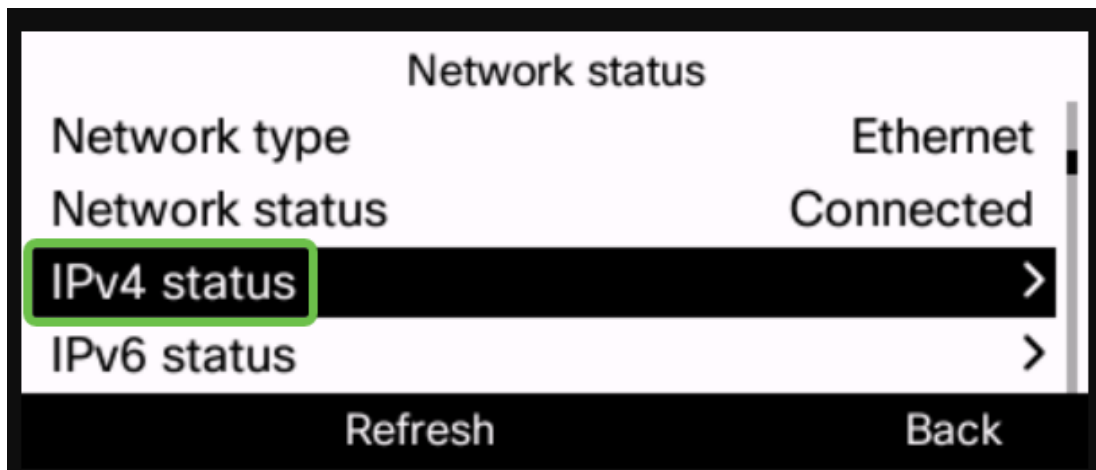 Network status
Network type Ethernet
Network status Connected
IPv4 status >
IPv6 status >
Refresh Back